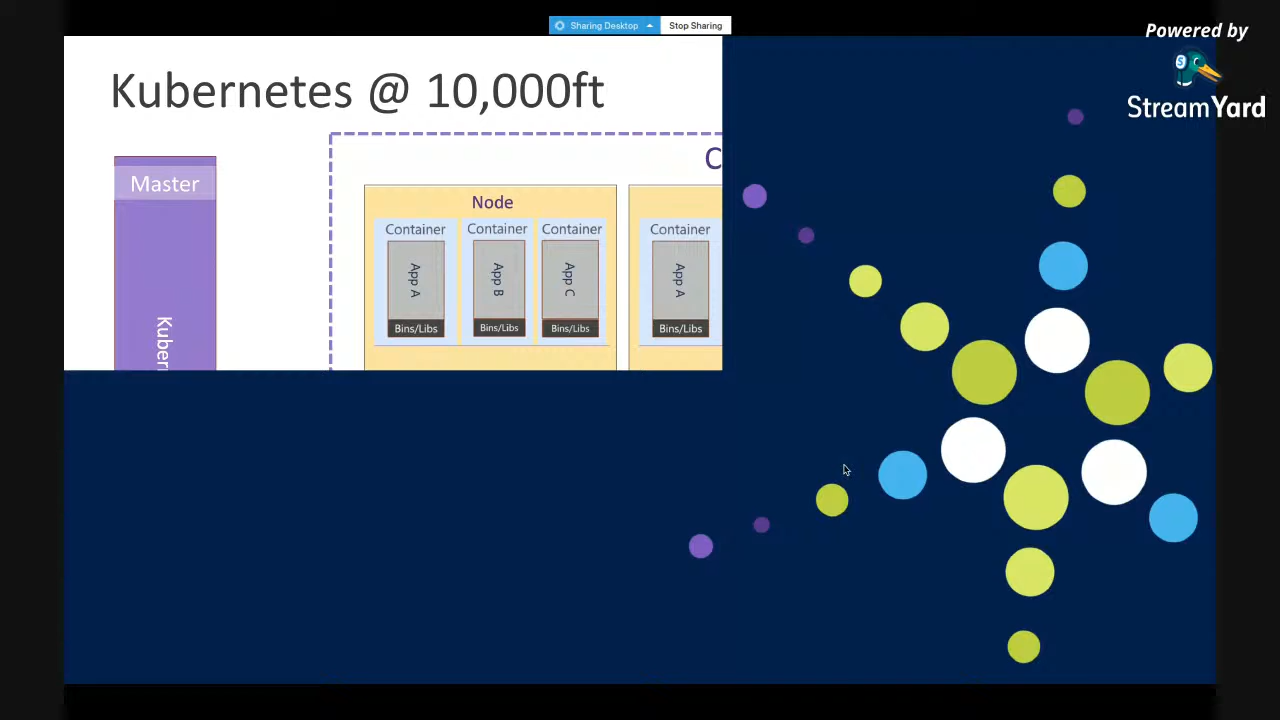 Sharing Desktop
Stop Sharing
Powered by
StreamYard
Kubernetes @ 10,000ft
Master
C
Node
Container
Container
Container
Container
App A
App B
App C
App A
Bins/Libs
Bins/Libs
Bins/Libs
Bins/Libs
Kuber